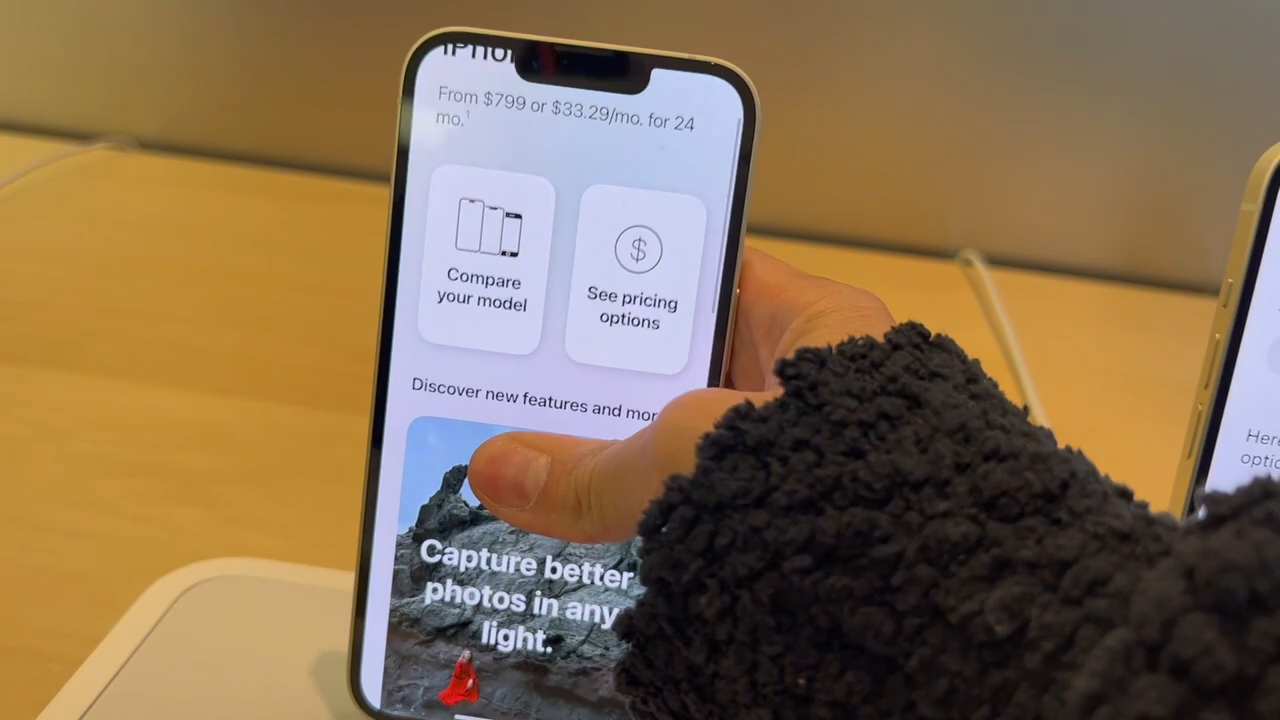 From $799 or $33.29/mo. for 24
mo.¹
Compare
your model
See pricing
options
Discover new features and
Capture better
photos in any
light.